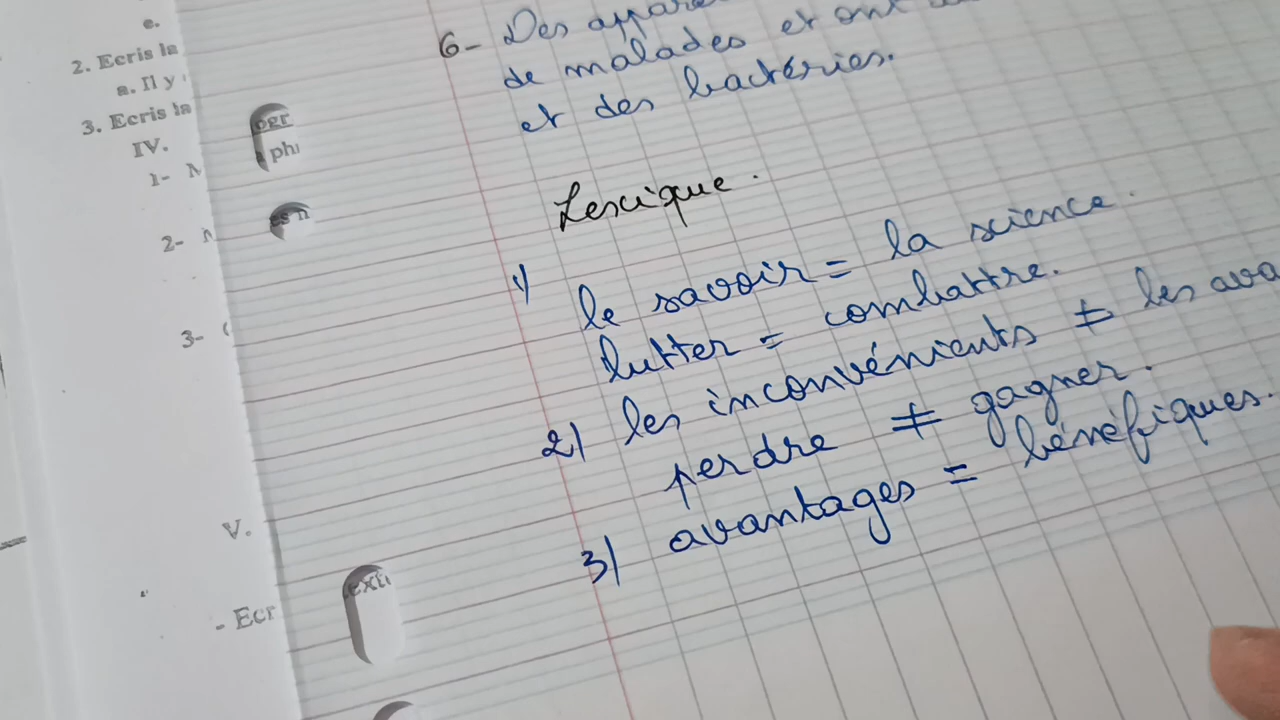 e.
2. Ecris la
a. Il y
3. Ecris la
IV.
1-
2-
3-
V.
- Ecr
6- Des
de malades et ont
et des bactéries.
Lexique.
1) le savoir = la science.
lutter = combattre.
2) les inconvénients ≠ les ava
perdre ≠ gagner.
3) avantages = bénéfiques.